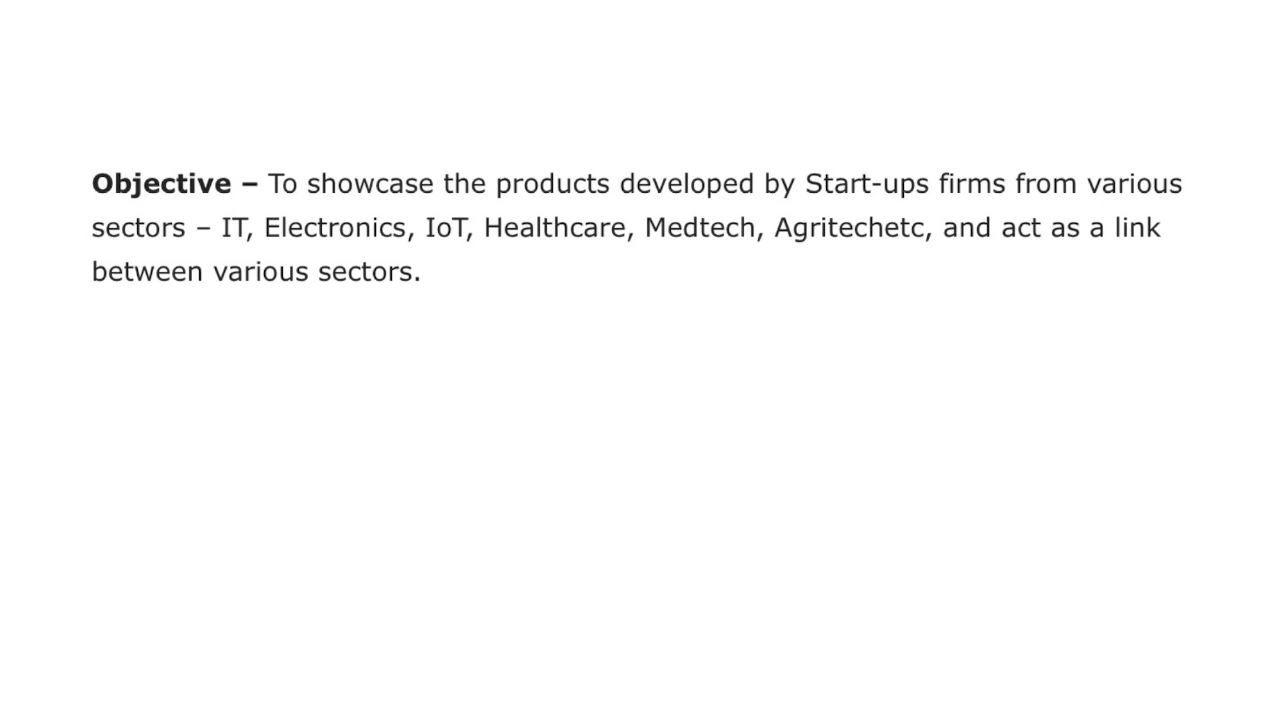 Objective – To showcase the products developed by Start-ups firms from various
sectors – IT, Electronics, IoT, Healthcare, Medtech, Agritechetc, and act as a link
between various sectors.